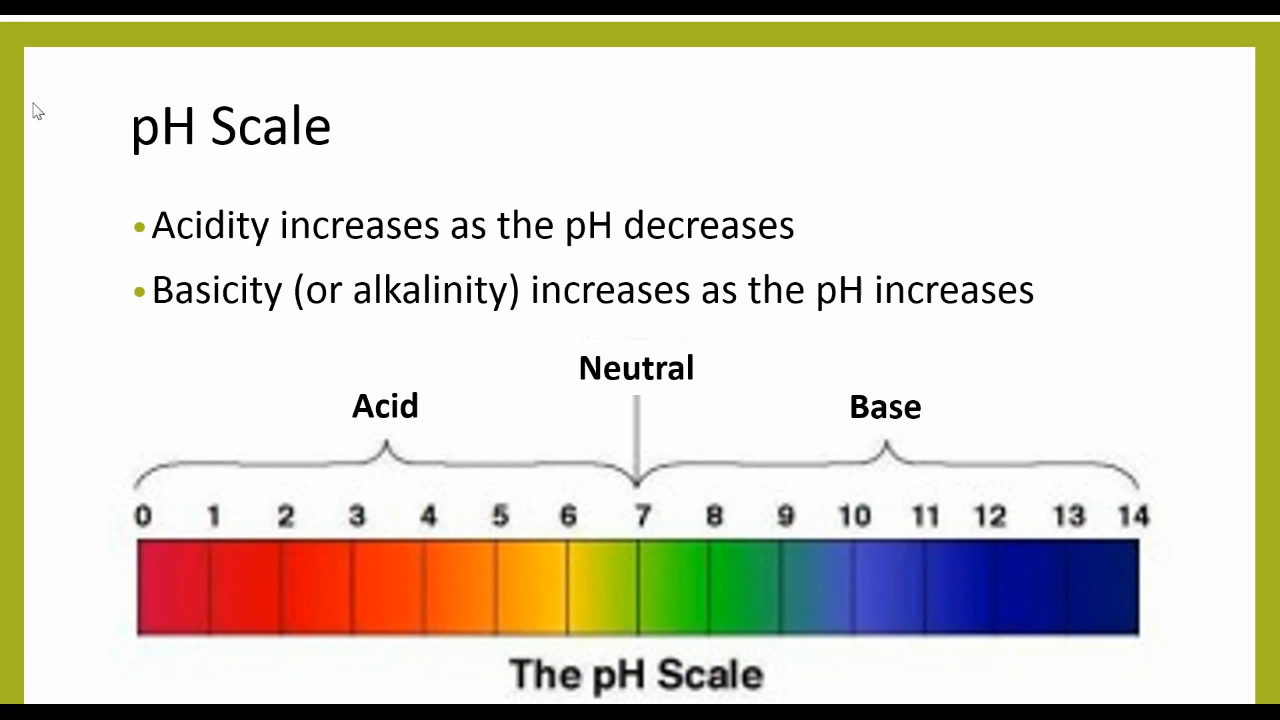 pH Scale
•Acidity increases as the pH decreases
•Basicity (or alkalinity) increases as the pH increases
Neutral
Acid Base
0 1 2 3 4 5 6 7 8 9 10 11 12 13 14
The pH Scale